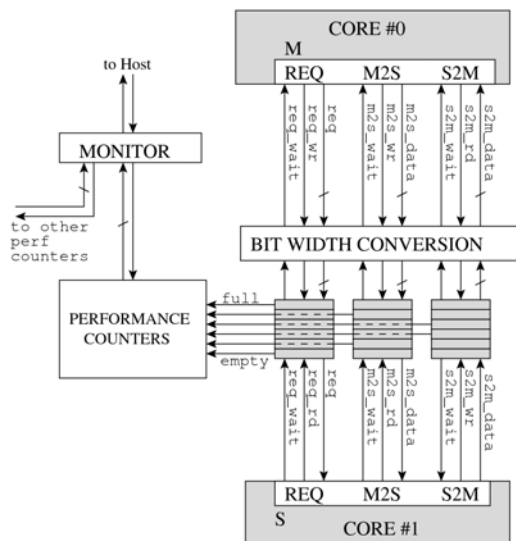 CORE #0
M
REQ M2S S2M
to Host
req_wait
req_wr
req
m2s_wait
m2s_wr
m2s_data
s2m_wait
s2m_rd
s2m_data
MONITOR
to other
perf
counters
BIT WIDTH CONVERSION
full
PERFORMANCE
COUNTERS
empty
req_wait
req_rd
req
m2s_wait
m2s_rd
m2s_data
s2m_wait
s2m_wr
s2m_data
REQ M2S S2M
S
CORE #1